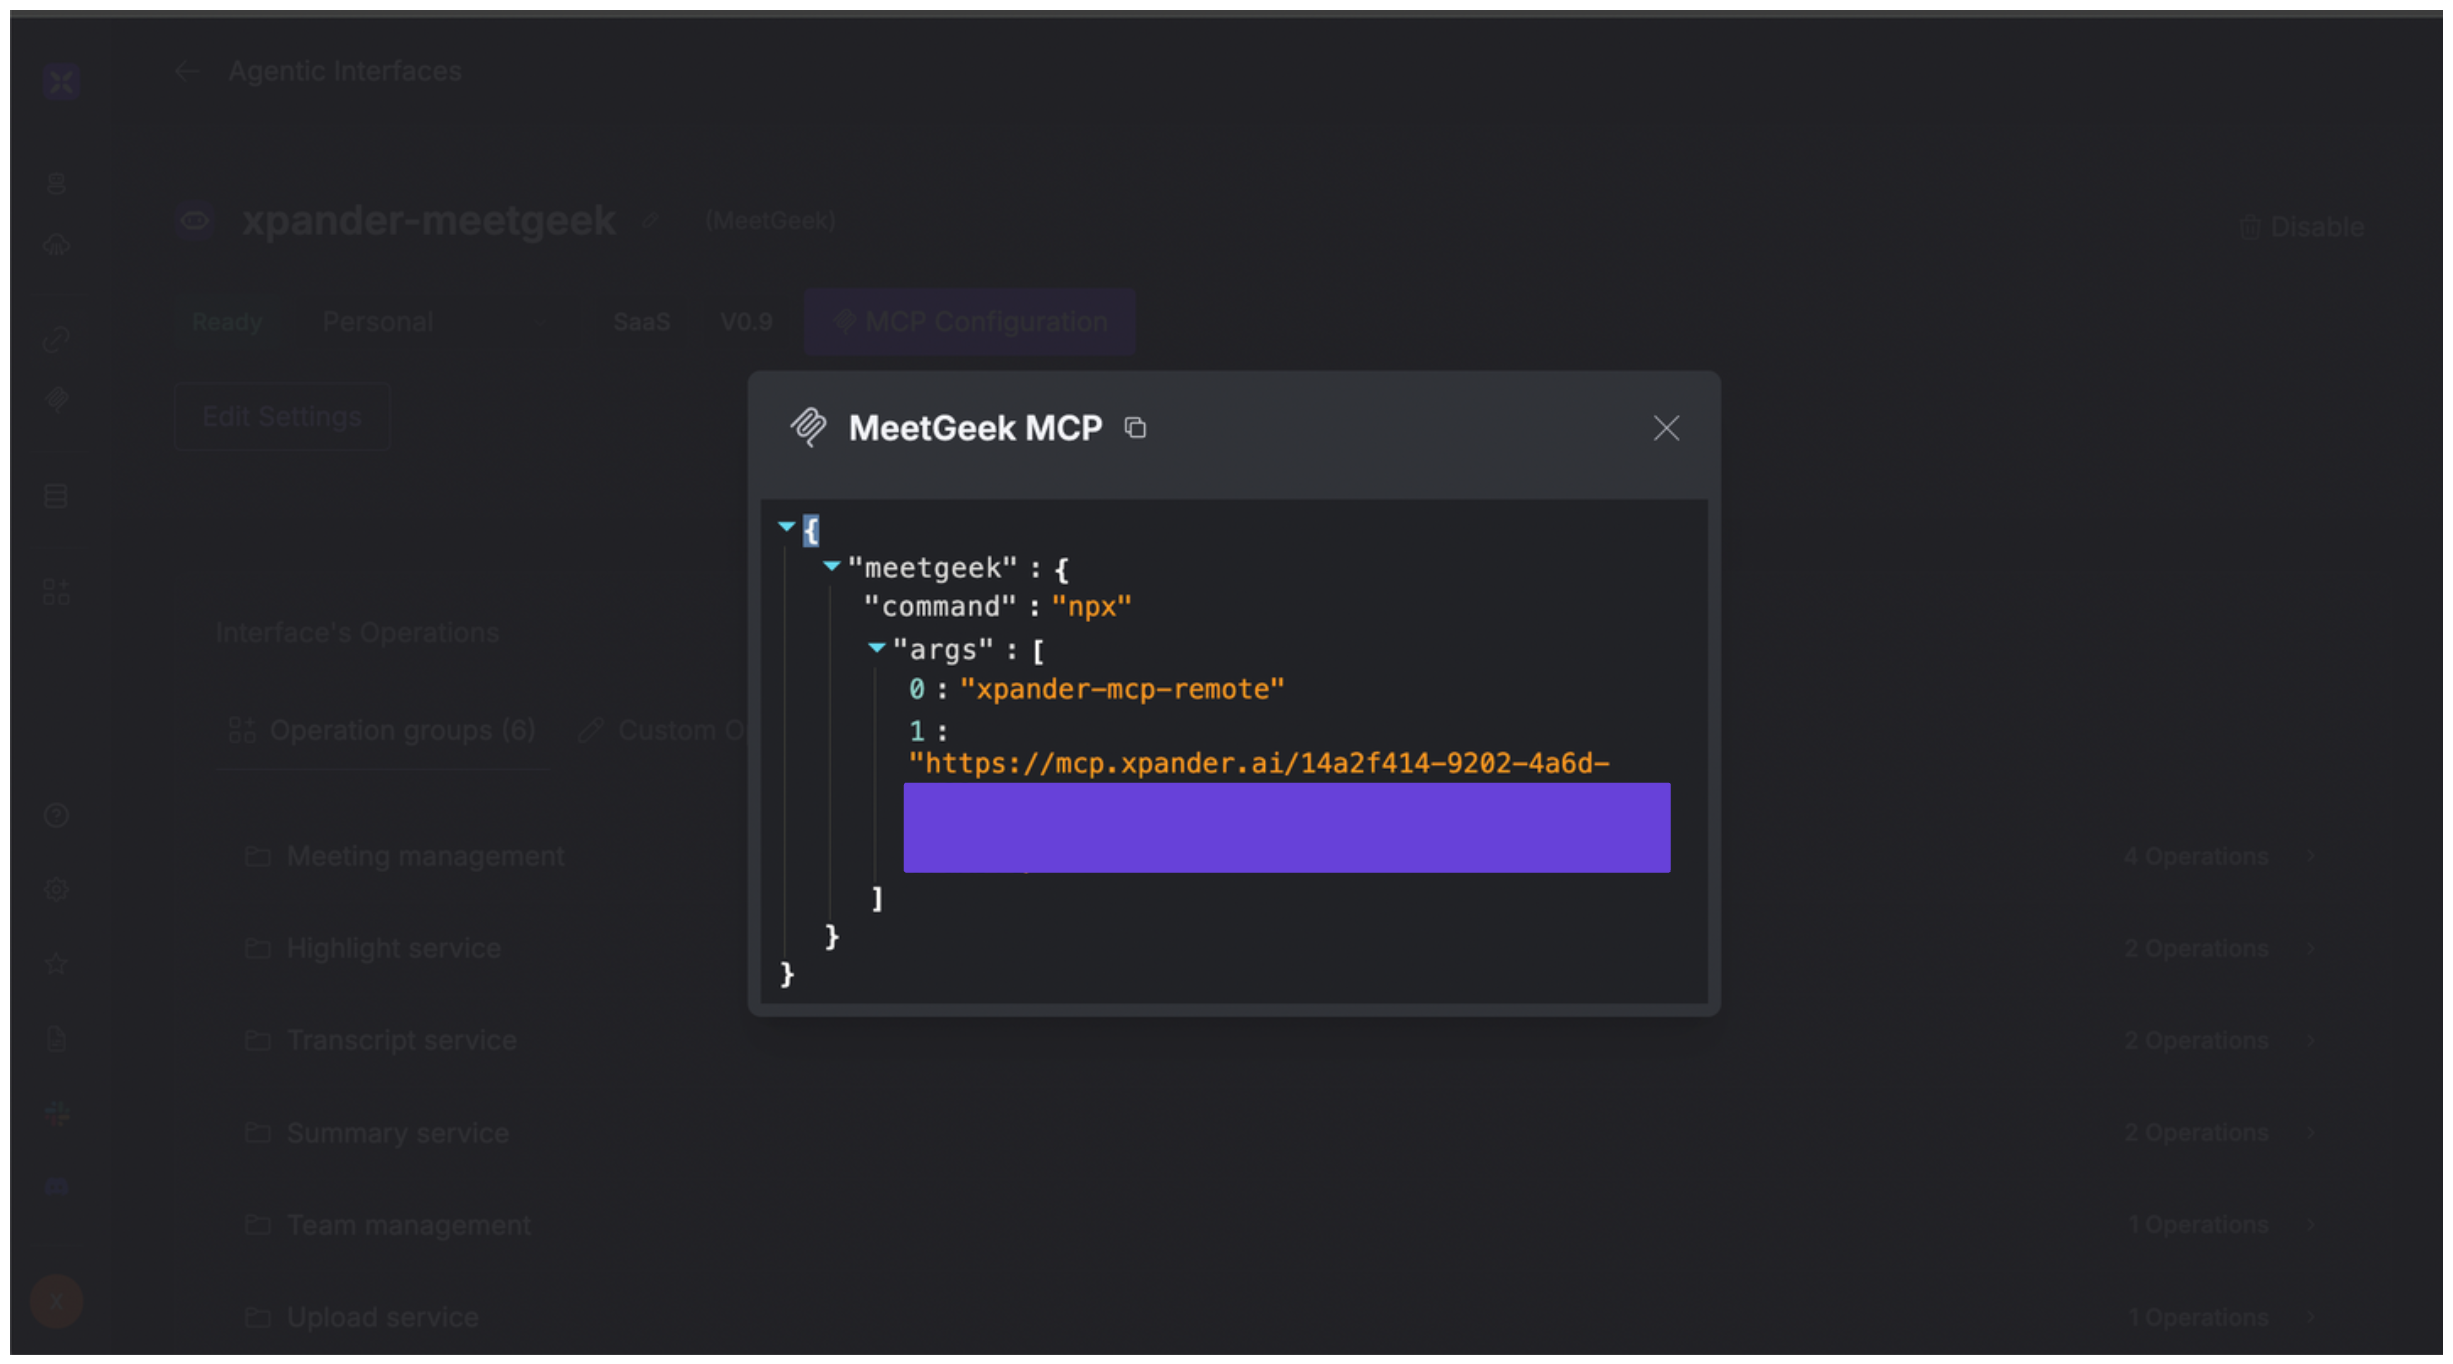 Agentic Interfaces
xpander-meetgeek (MeetGeek)
Disable
Ready Personal SaaS V0.9 MCP Configuration
Edit Settings
MeetGeek MCP
{
"meetgeek" : {
"command" : "npx"
"args" : [
0 : "xpander-mcp-remote"
1 :
"https://mcp.xpander.ai/14a2f414-9202-4a6d-
]
}
}
Interface's Operations
Operation groups (6) Custom O
Meeting management 4 Operations
Highlight service 2 Operations
Transcript service 2 Operations
Summary service 2 Operations
Team management 1 Operations
Upload service 1 Operations
X